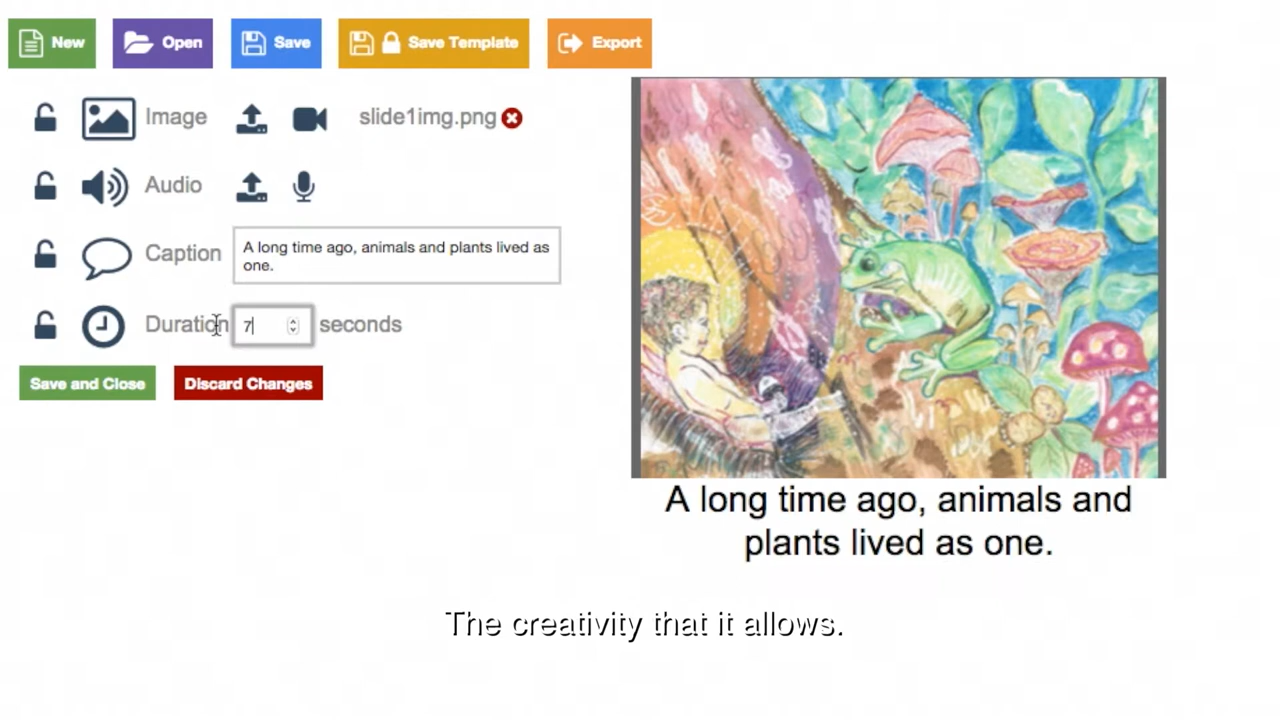 New Open Save Save Template Export
Image slide1img.png
Audio
Caption A long time ago, animals and plants lived as
one.
Duration 7 seconds
Save and Close Discard Changes
A long time ago, animals and
plants lived as one.
The creativity that it allows.